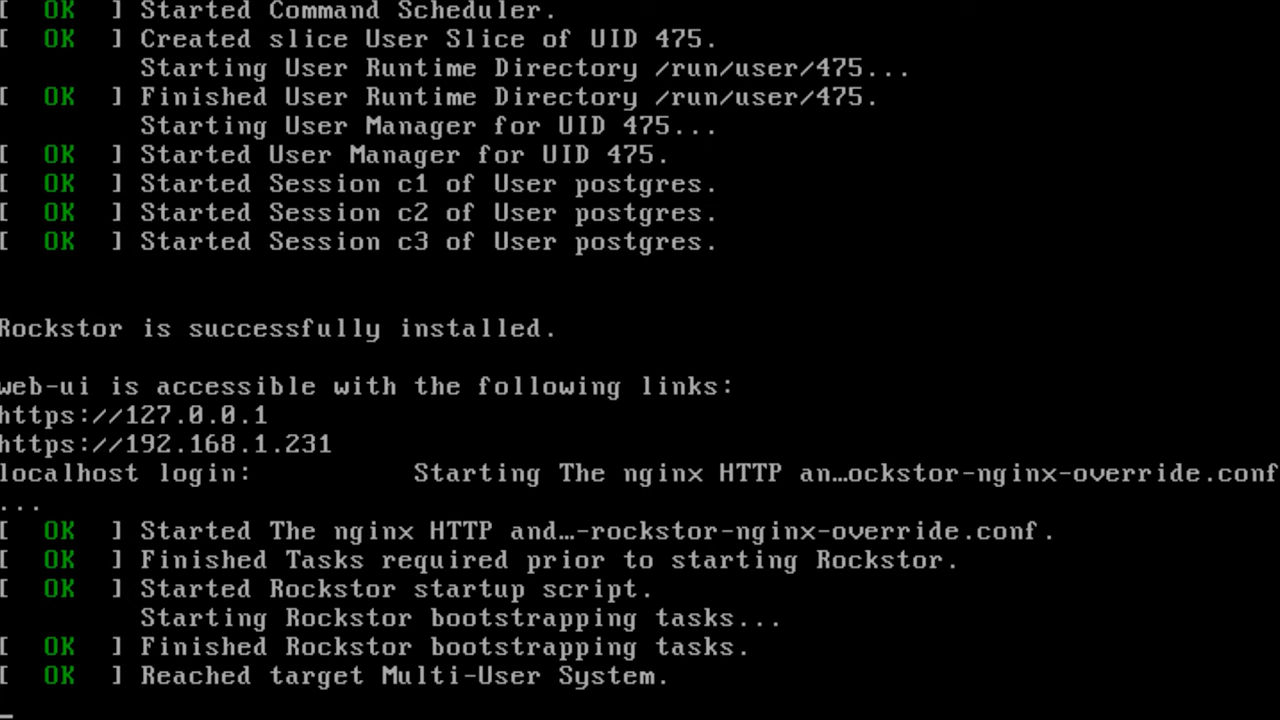 [  OK  ] Started Command Scheduler.
[  OK  ] Created slice User Slice of UID 475.
Starting User Runtime Directory /run/user/475...
[  OK  ] Finished User Runtime Directory /run/user/475.
Starting User Manager for UID 475...
[  OK  ] Started User Manager for UID 475.
[  OK  ] Started Session c1 of User postgres.
[  OK  ] Started Session c2 of User postgres.
[  OK  ] Started Session c3 of User postgres.
Rockstor is successfully installed.
web-ui is accessible with the following links:
https://127.0.0.1
https://192.168.1.231
localhost login:          Starting The nginx HTTP an…ockstor-nginx-override.conf
...
[  OK  ] Started The nginx HTTP and…-rockstor-nginx-override.conf.
[  OK  ] Finished Tasks required prior to starting Rockstor.
[  OK  ] Started Rockstor startup script.
Starting Rockstor bootstrapping tasks...
[  OK  ] Finished Rockstor bootstrapping tasks.
[  OK  ] Reached target Multi-User System.